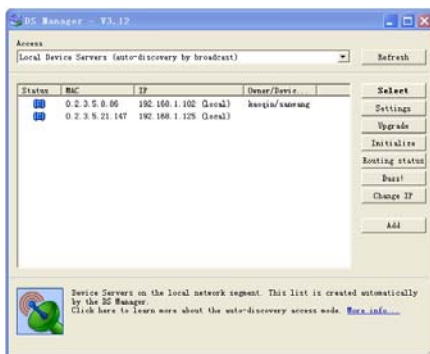 DS Manager - V3.12
Access
Local Device Servers (auto-discovery by broadcast)
Refresh
Status MAC IP Owner/Devic...
0.2.3.5.8.86 192.168.1.102 (local)
0.2.3.5.21.147 192.168.1.125 (local)
Select
Settings
Upgrade
Initialize
Routing status
Buzz!
Change IP
Add
Device Servers on the local network segment. This list is created automatically
by the DS Manager.
Click here to learn more about the auto-discovery access mode. More info...